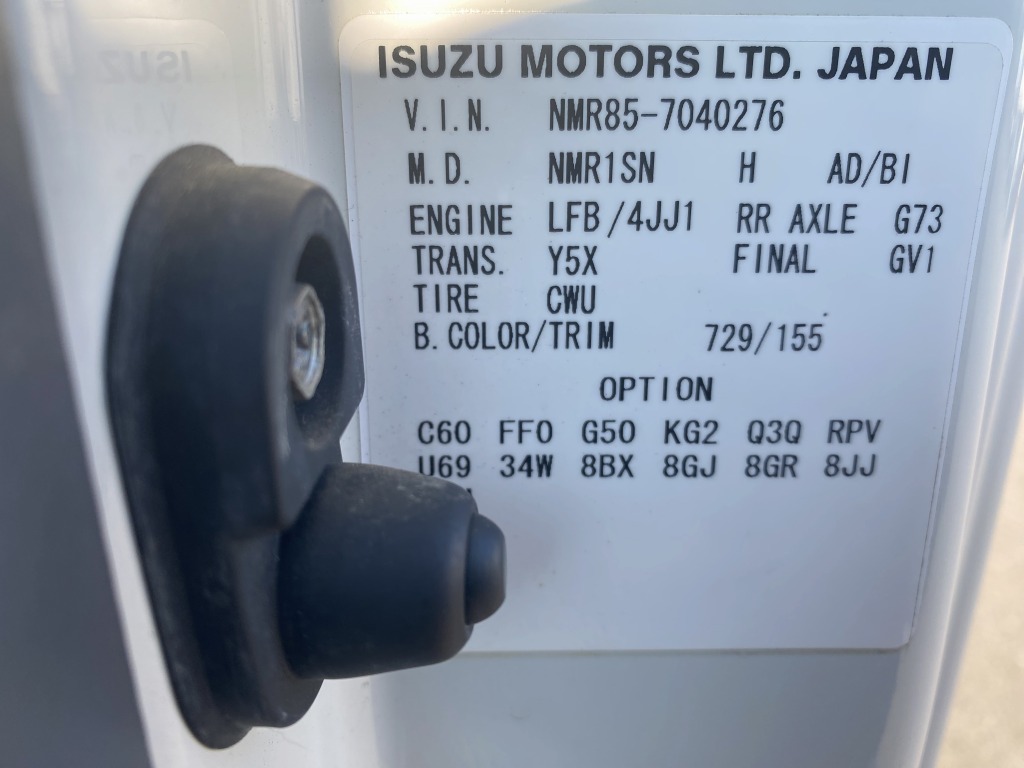 ISUZU MOTORS LTD. JAPAN
V.I.N. NMR85-7040276
M.D. NMR1SN H AD/BI
ENGINE LFB/4JJ1 RR AXLE G73
TRANS. Y5X FINAL GV1
TIRE CWU
B.COLOR/TRIM 729/155
OPTION
C60 FF0 G50 KG2 Q3Q RPV
U69 34W 8BX 8GJ 8GR 8JJ